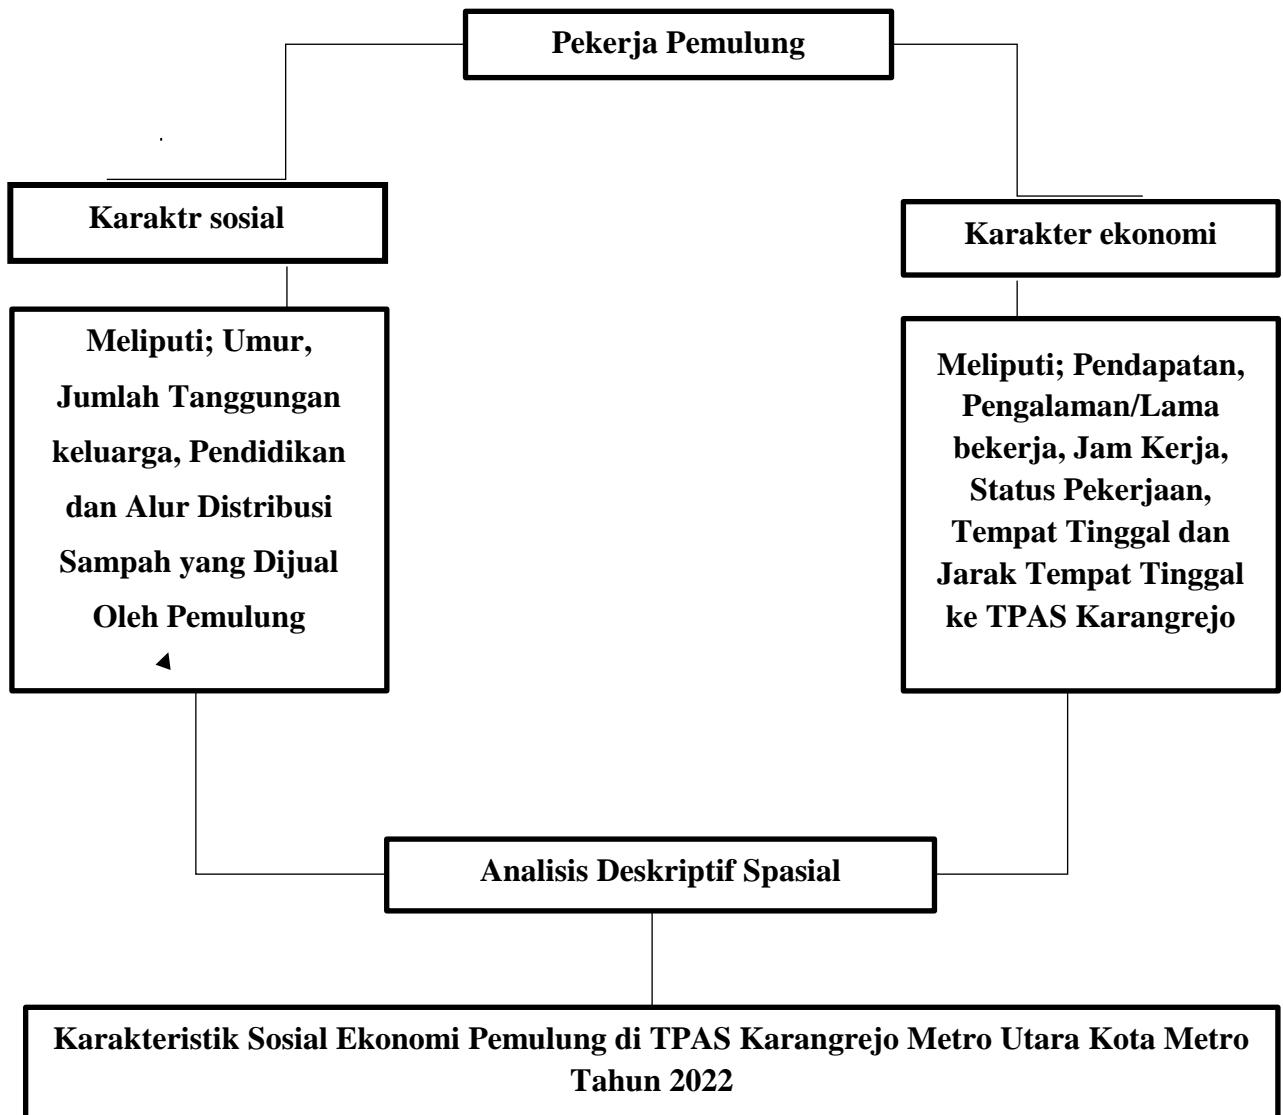 Pekerja Pemulung
Karaktr sosial
Karakter ekonomi
Meliputi; Umur,
Jumlah Tanggungan
keluarga, Pendidikan
dan Alur Distribusi
Sampah yang Dijual
Oleh Pemulung
Meliputi; Pendapatan,
Pengalaman/Lama
bekerja, Jam Kerja,
Status Pekerjaan,
Tempat Tinggal dan
Jarak Tempat Tinggal
ke TPAS Karangrejo
Analisis Deskriptif Spasial
Karakteristik Sosial Ekonomi Pemulung di TPAS Karangrejo Metro Utara Kota Metro
Tahun 2022